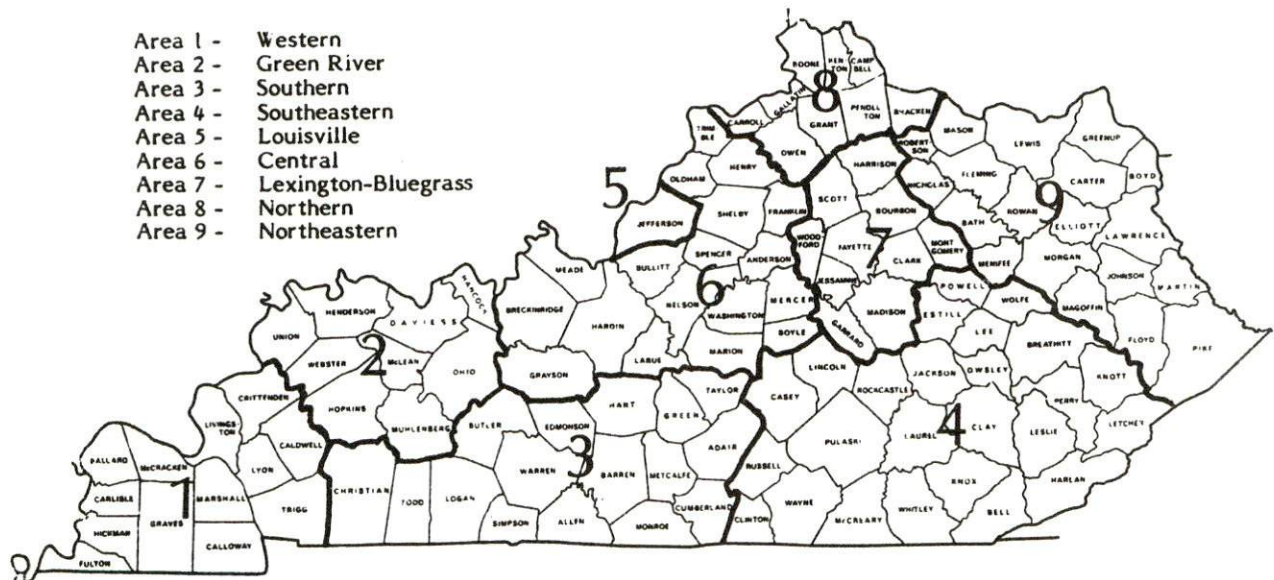 Area 1 - Western
Area 2 - Green River
Area 3 - Southern
Area 4 - Southeastern
Area 5 - Louisville
Area 6 - Central
Area 7 - Lexington-Bluegrass
Area 8 - Northern
Area 9 - Northeastern
BOONE
KEN TON
CAMP BELL
8
GALLATIN
PENDLL TON
GRANT
BRACKEN
CARROLL
TRIM BLE
OWEN
MASON
LEWIS
GREENUP
ROBERT SON
HENRY
HARRISON
OLDHAM
FLEMING
CARTER
BOYD
5
NICHOLAS
SCOTT
ROWAN
9
SHELBY
FRANKLIN
BOURBON
JEFFERSON
BATH
ELLIOTT
LAWRENCE
WOOD FORD
FAYETTE
7
MONT GOMERY
SPENCER
ANDERSON
CLARK
MENIFEE
MORGAN
BULLITT
MEADE
JOHNSON
MARTIN
JESSAMINE
POWELL
HANCOCK
NELSON
6
MERCER
MADISON
WOLFE
MAGOFFIN
BRECKINRIDGE
HENDERSON
DAVIESS
WASHINGTON
ESTILL
HARDIN
GARRARD
LEE
UNION
BOYLE
BREATHITT
FLOYD
PIKE
2
McLEAN
OHIO
LARUE
MARION
WEBSTER
LINCOLN
JACKSON
OWSLEY
KNOTT
GRAYSON
ROCKCASTLE
TAYLOR
CASEY
CRITTENDEN
HOPKINS
HART
GREEN
PERRY
LIVINGS TON
MUHLENBERG
BUTLER
EDMONSON
LAUREL
4
CLAY
LESLIE
LETCHEY
CALDWELL
ADAIR
PULASKI
BALLARD
McCRACKEN
LYON
WARREN
3
BARREN
METCALFE
RUSSELL
KNOX
HARLAN
CARLISLE
1
MARSHALL
CHRISTIAN
TODD
LOGAN
WAYNE
GRAVES
TRIGG
CUMBERLAND
WHITLEY
BELL
HICKMAN
SIMPSON
ALLEN
MONROE
CLINTON
McCREARY
CALLOWAY
FULTON